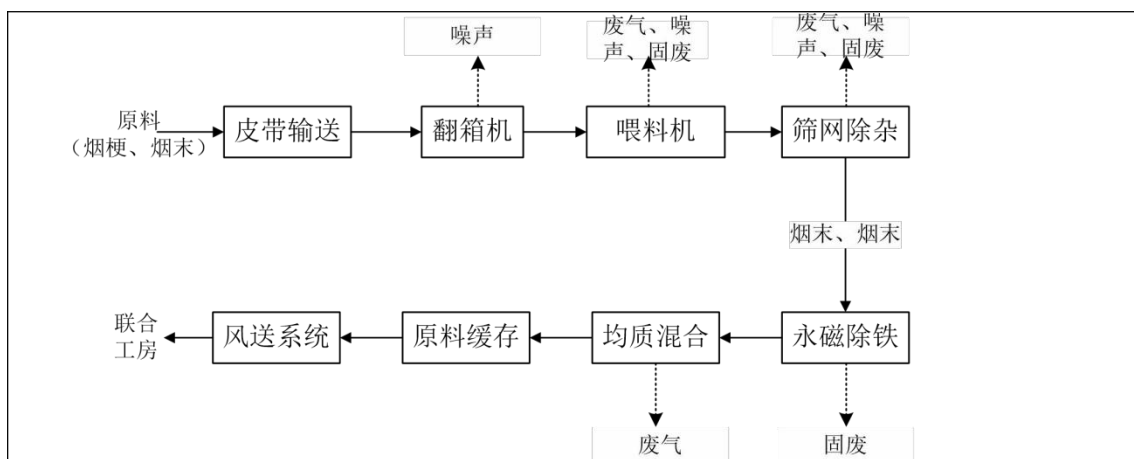 噪声
废气、噪
声、固废
废气、噪
声、固废
原料
（烟梗、烟末）
皮带输送
翻箱机
喂料机
筛网除杂
烟末、烟末
联合
工房
风送系统
原料缓存
均质混合
永磁除铁
废气
固废